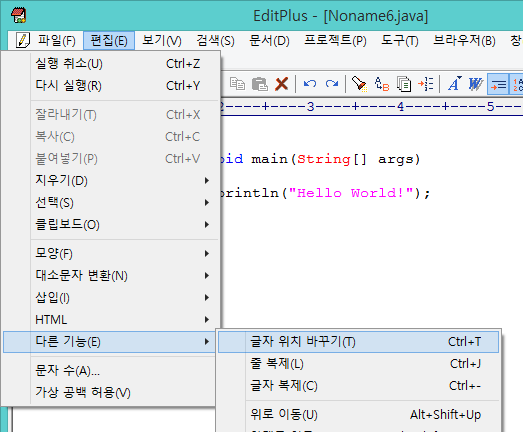 EditPlus - [Noname6.java]
파일(F) 편집(E) 보기(V) 검색(S) 문서(D) 프로젝트(P) 도구(T) 브라우저(B) 창
실행 취소(U) Ctrl+Z
다시 실행(R) Ctrl+Y
잘라내기(T) Ctrl+X
복사(C) Ctrl+C
붙여넣기(P) Ctrl+V
지우기(D)
선택(S)
클립보드(O)
모양(F)
대소문자 변환(N)
삽입(I)
HTML
다른 기능(E)
문자 수(A)...
가상 공백 허용(V)
2----+----3----+----4----+----5----
oid main(String[] args)
println("Hello World!");
글자 위치 바꾸기(T) Ctrl+T
줄 복제(L) Ctrl+J
글자 복제(C) Ctrl+-
위로 이동(U) Alt+Shift+Up